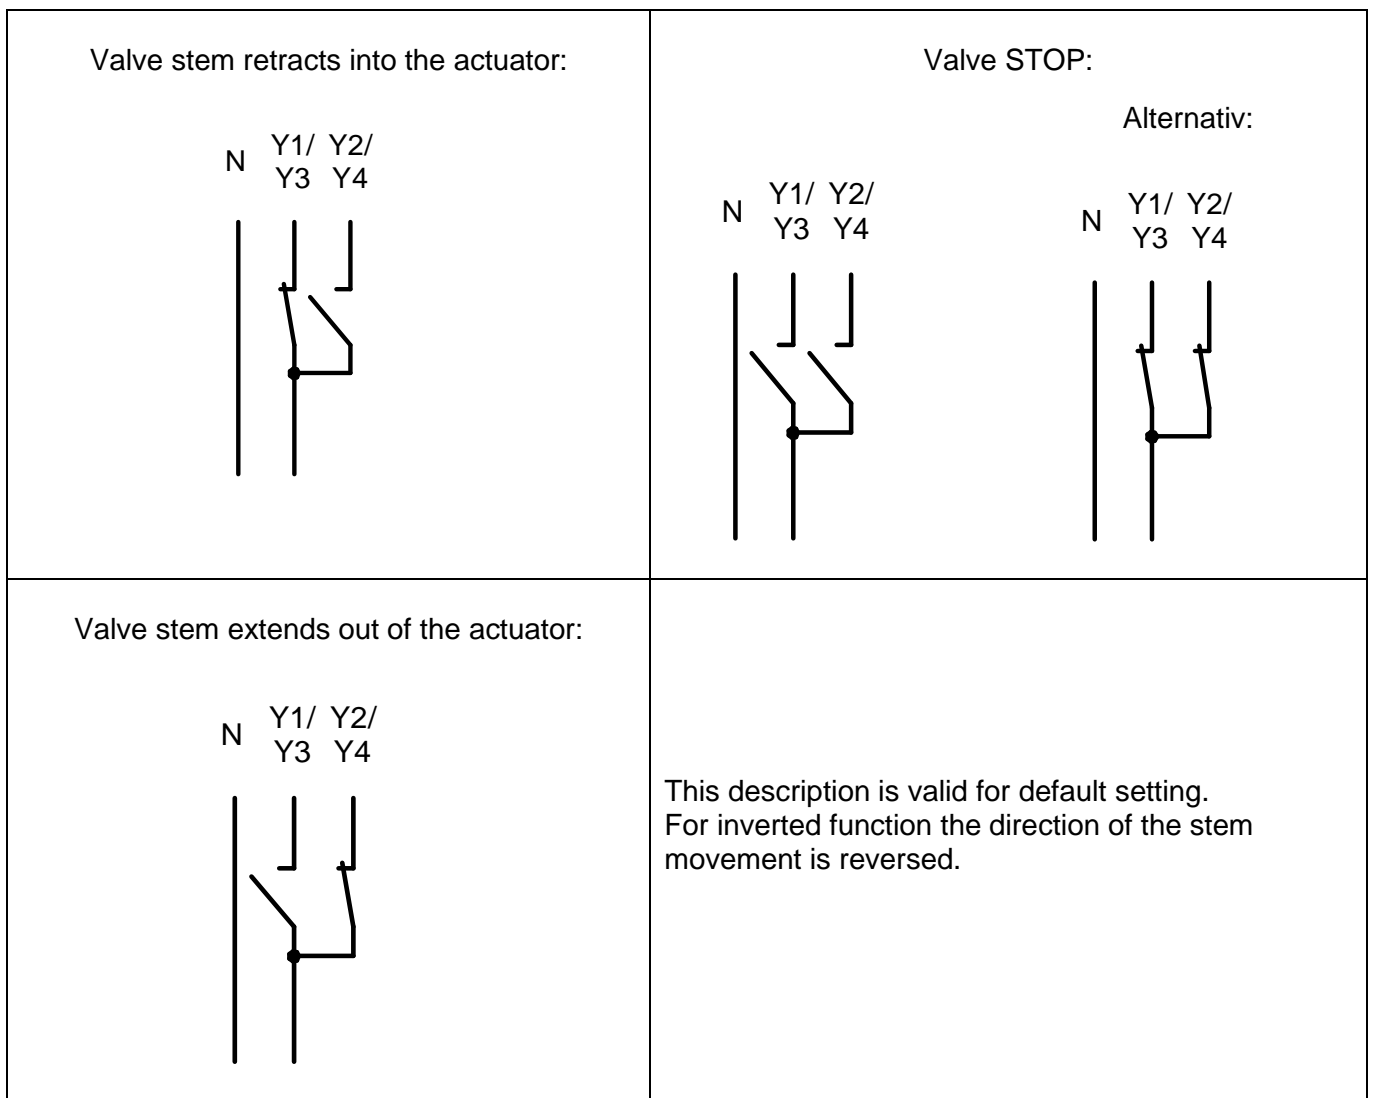 Valve stem retracts into the actuator:
N Y1/ Y2/
Y3 Y4
Valve STOP:
Alternativ:
N Y1/ Y2/
Y3 Y4
N Y1/ Y2/
Y3 Y4
Valve stem extends out of the actuator:
N Y1/ Y2/
Y3 Y4
This description is valid for default setting.
For inverted function the direction of the stem
movement is reversed.